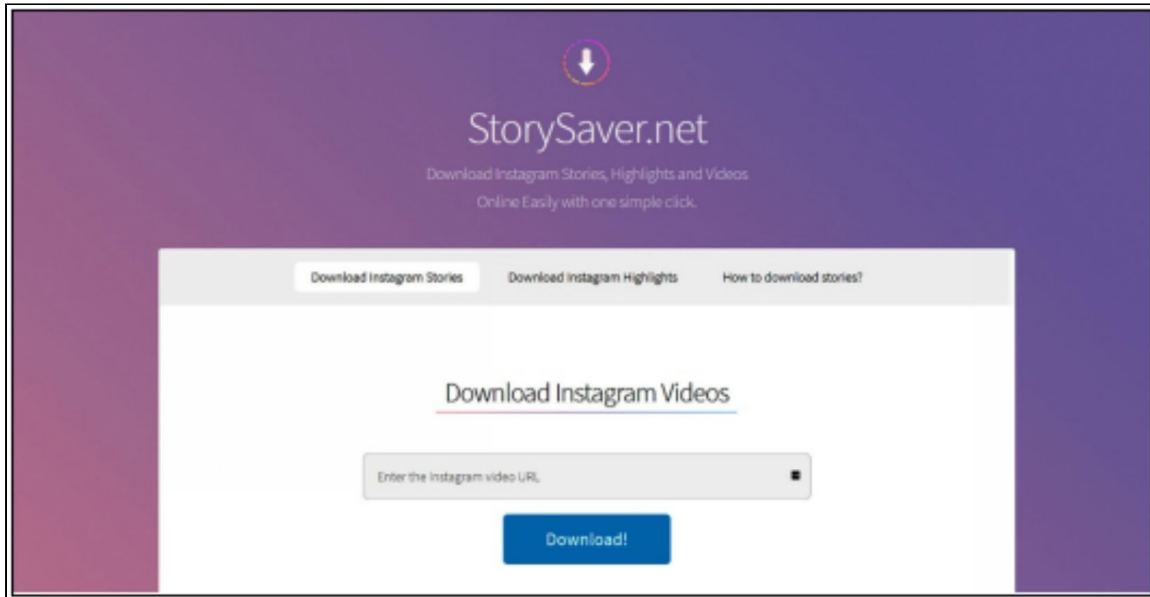 StorySaver.net
Download Instagram Stories, Highlights and Videos
Online Easily with one simple click.
Download Instagram Stories
Download Instagram Highlights
How to download stories?
Download Instagram Videos
Enter the Instagram video URL
Download!